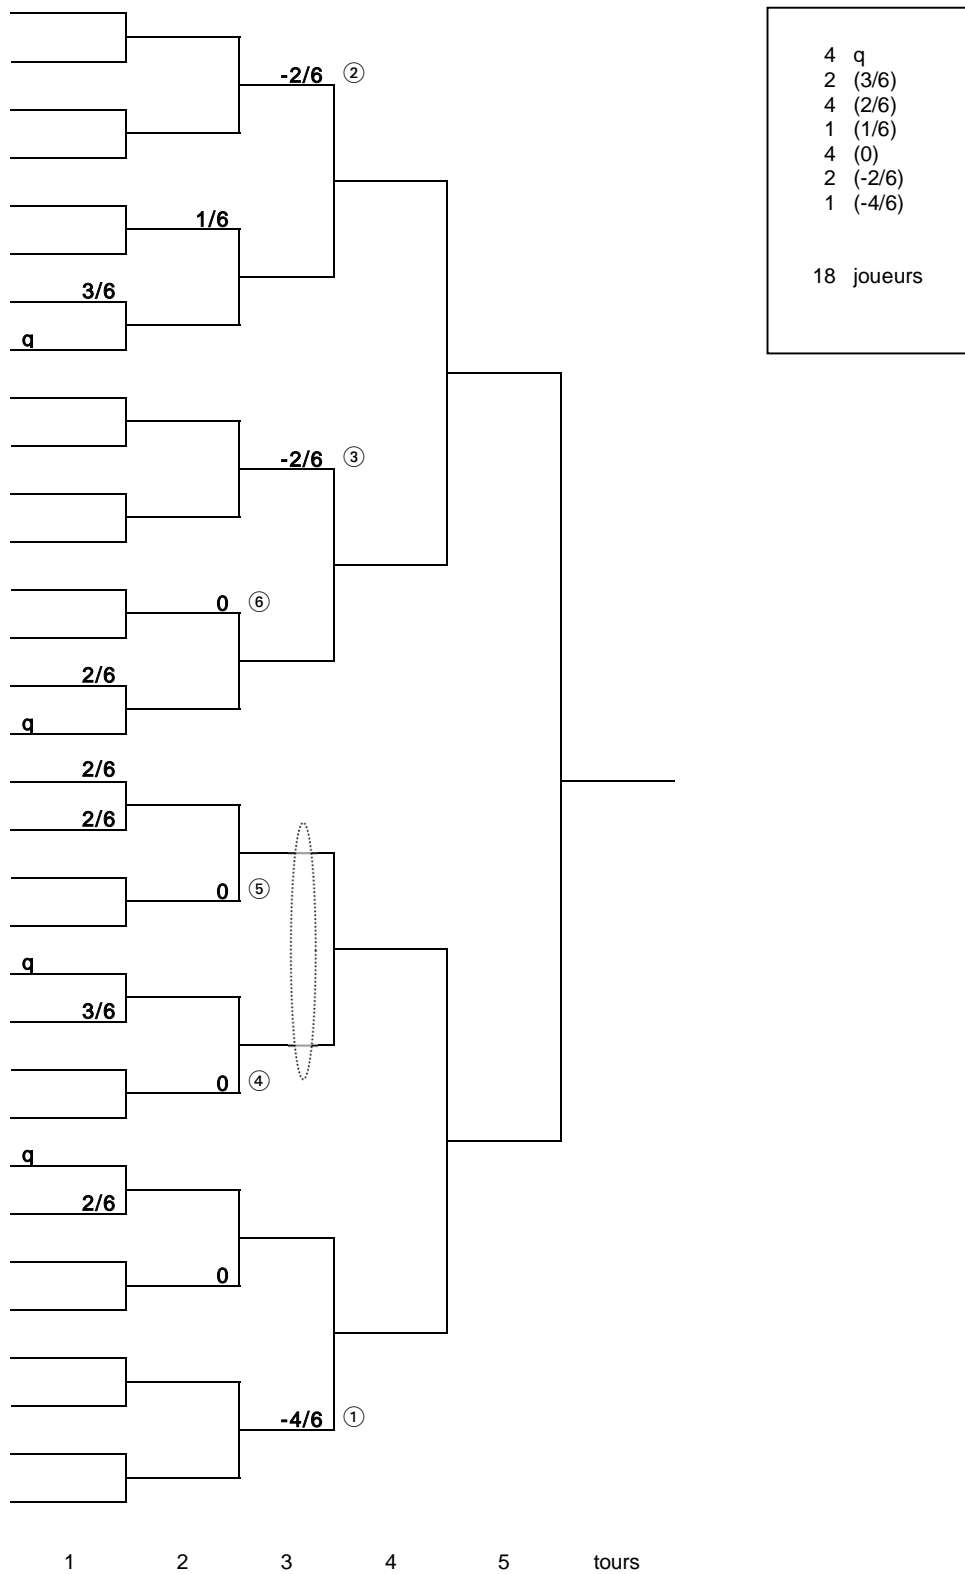 -2/6 ②
1/6
3/6
q
-2/6 ③
0 ⑥
2/6
q
2/6
2/6
0 ⑤
q
3/6
0 ④
q
2/6
0
-4/6 ①
1 2 3 4 5 tours
4 q
2 (3/6)
4 (2/6)
1 (1/6)
4 (0)
2 (-2/6)
1 (-4/6)
18 joueurs